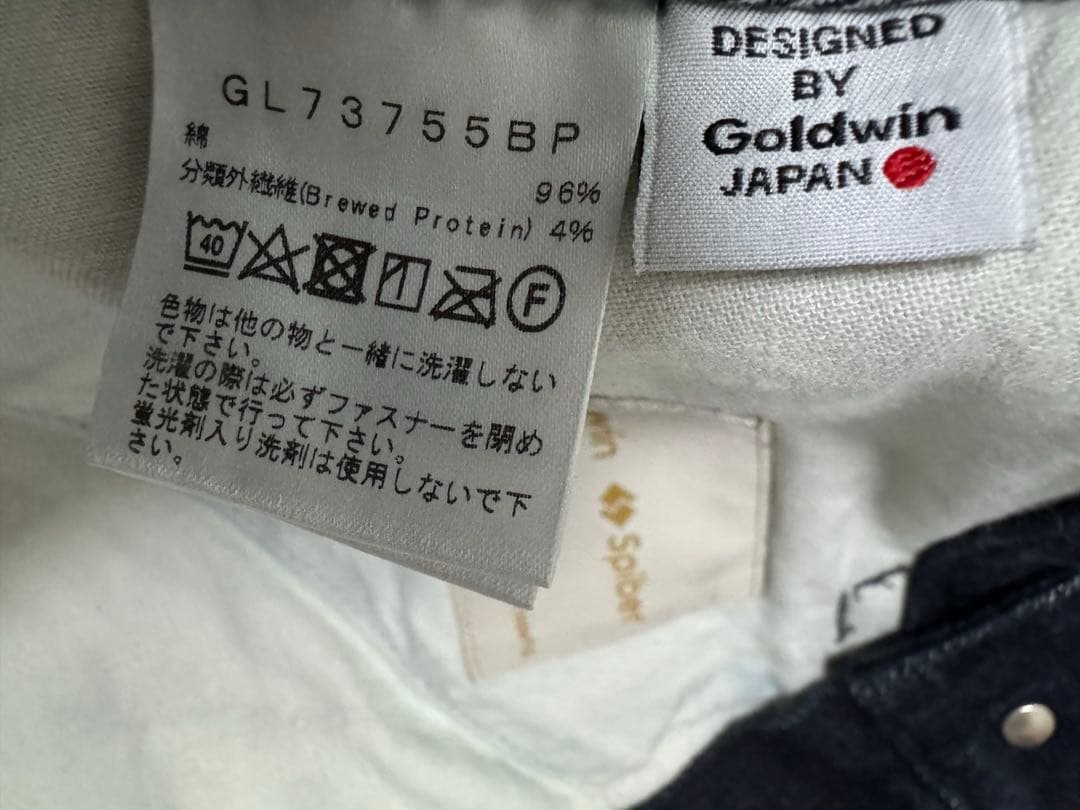 GL73755BP
綿 96%
分類外繊維(Brewed Protein) 4%
40
F
色物は他の物と一緒に洗濯しない
で下さい。
洗濯の際は必ずファスナーを閉め
た状態で行って下さい。
蛍光剤入り洗剤は使用しないで下
さい。
DESIGNED
BY
Goldwin
JAPAN
Spiber